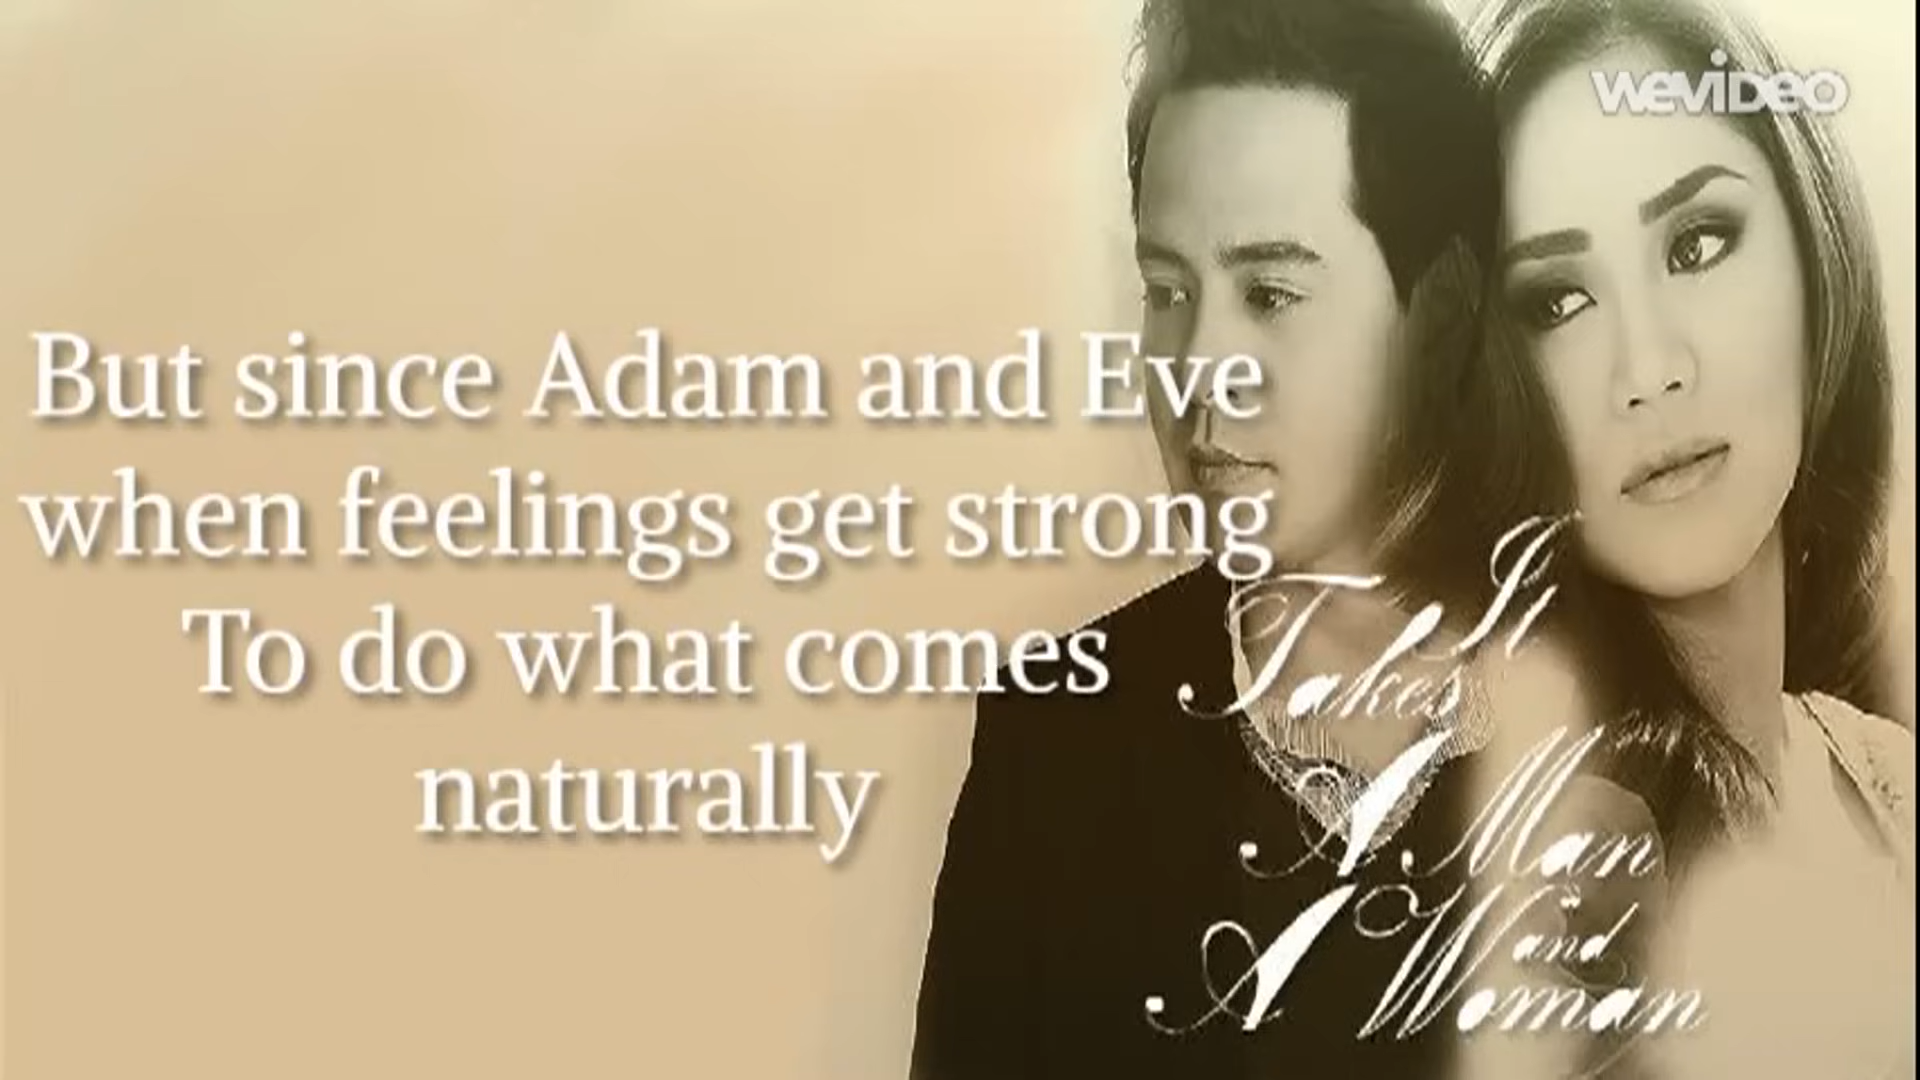 wevideo
But since Adam and Eve
when feelings get strong
To do what comes
naturally
It
Takes
A Man
and
A Woman